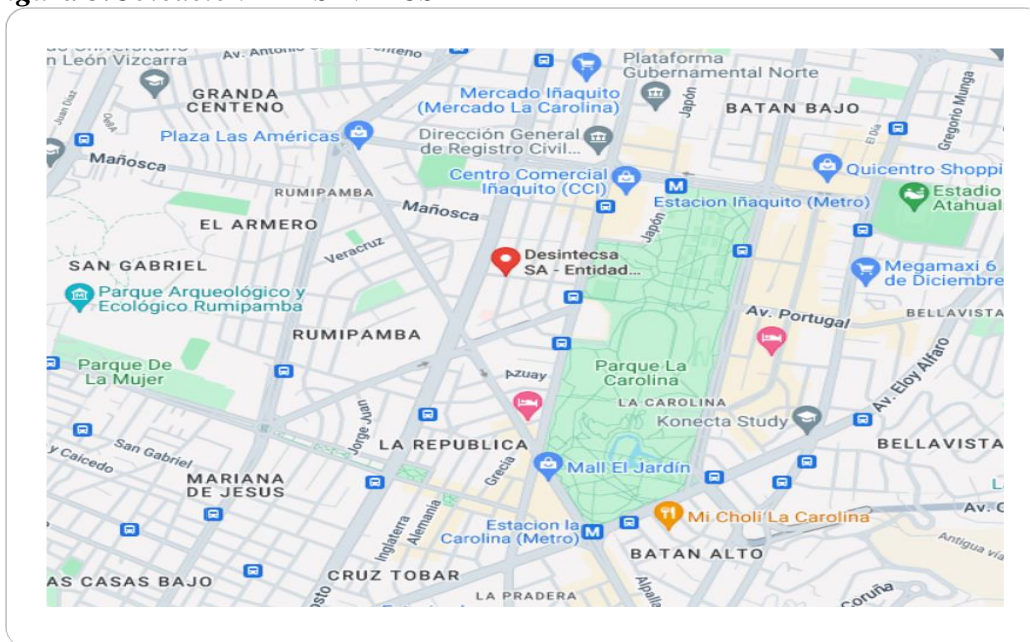 n León Vizcarra
Av. Antonio
Centeno
Plataforma
Gubernamental Norte
GRANDA
CENTENO
Mercado Iñaquito
(Mercado La Carolina)
Japón
BATAN BAJO
Gregorio Munga
Juan Diaz
OyBA
Plaza Las Américas
Dirección General
de Registro Civil...
El Día
Mañosca
Centro Comercial
Iñaquito (CCI)
Quicentro Shoppi
RUMIPAMBA
Mañosca
Estacion Iñaquito (Metro)
Estadio
Atahual
EL ARMERO
Japón
Veracruz
Desintecsa
SA - Entidad...
SAN GABRIEL
Megamaxi 6
de Diciembre
Parque Arqueológico y
Ecológico Rumipamba
Av. Portugal
BELLAVISTA
RUMIPAMBA
Parque De
La Mujer
Azuay
Parque La
Carolina
Av. Eloy Alfaro
LA CAROLINA
Jorge Juan
Konecta Study
LA REPUBLICA
BELLAVISTA
y Caicedo
San Gabriel
Grecia
Mall El Jardín
MARIANA
DE JESUS
L
Inglaterra
Alemania
Estacion la
Carolina (Metro)
Mi Choli La Carolina
Av. C
BATAN ALTO
Antigua vía
AS CASAS BAJO
CRUZ TOBAR
LA PRADERA
Alpalla
Coruña
osto